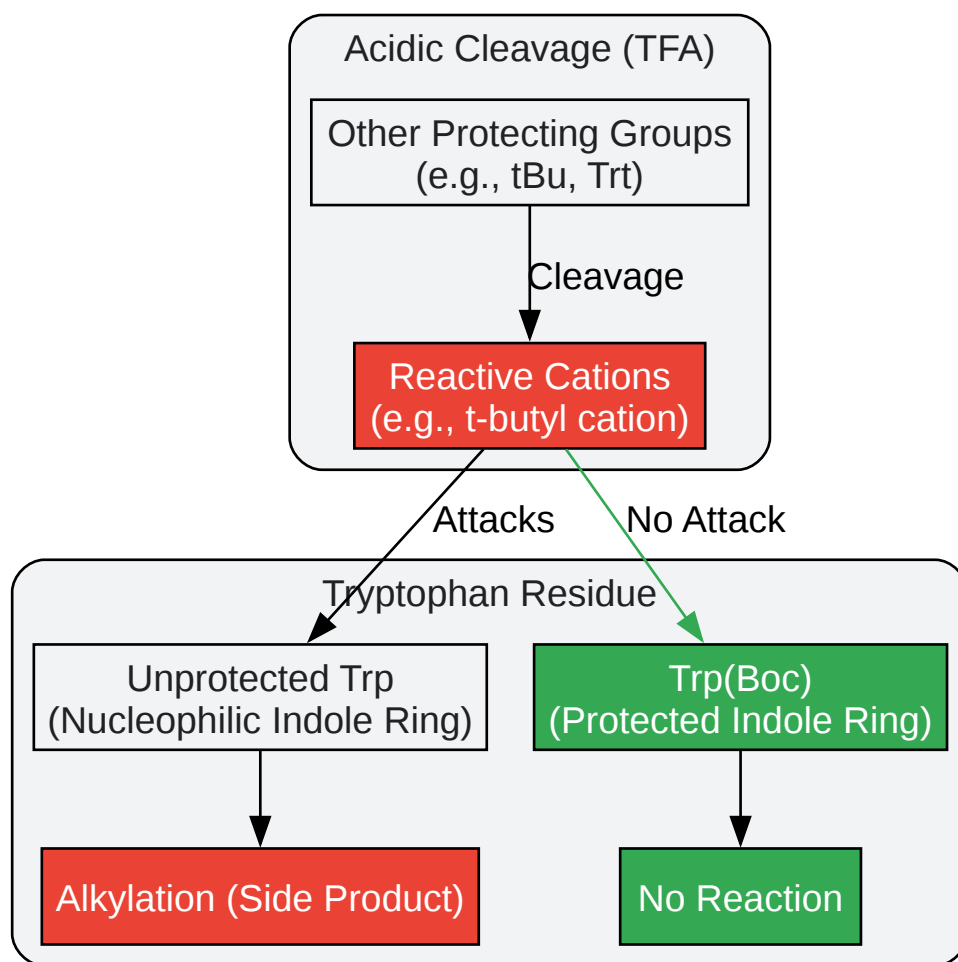 Acidic Cleavage (TFA)
Other Protecting Groups
(e.g., tBu, Trt)
Cleavage
Reactive Cations
(e.g., t-butyl cation)
Attacks
No Attack
Tryptophan Residue
Unprotected Trp
(Nucleophilic Indole Ring)
Trp(Boc)
(Protected Indole Ring)
Alkylation (Side Product)
No Reaction